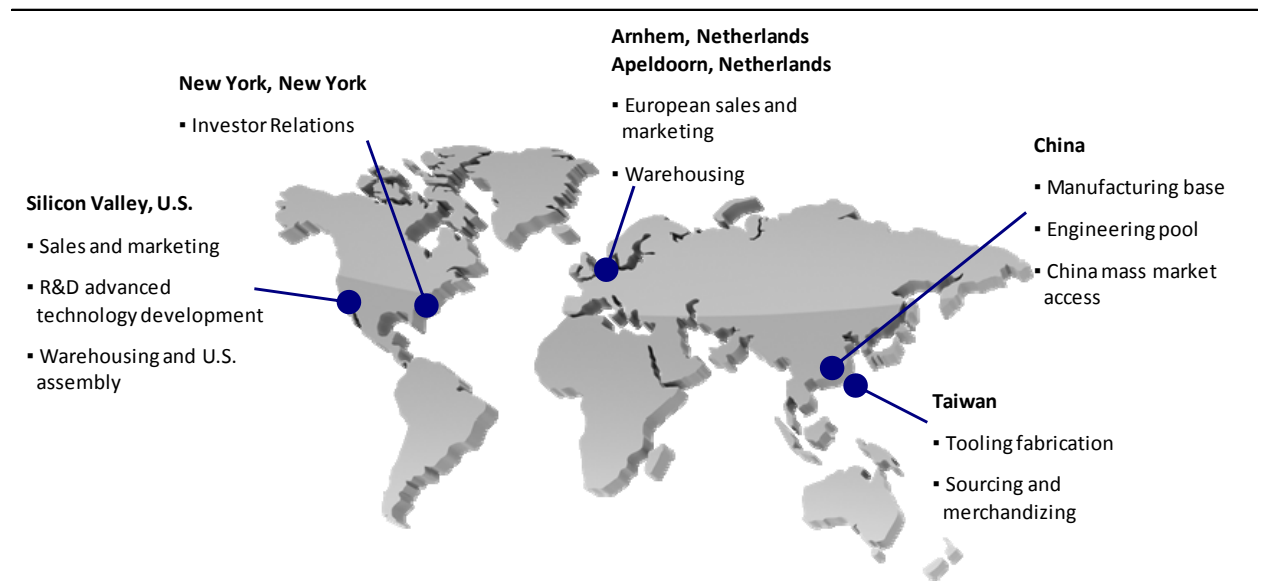 Arnhem, Netherlands
Apeldoorn, Netherlands
▪ European sales and
marketing
▪ Warehousing
New York, New York
▪ Investor Relations
China
▪ Manufacturing base
▪ Engineering pool
▪ China mass market
access
Silicon Valley, U.S.
▪ Sales and marketing
▪ R&D advanced
technology development
▪ Warehousing and U.S.
assembly
Taiwan
▪ Tooling fabrication
▪ Sourcing and
merchandizing